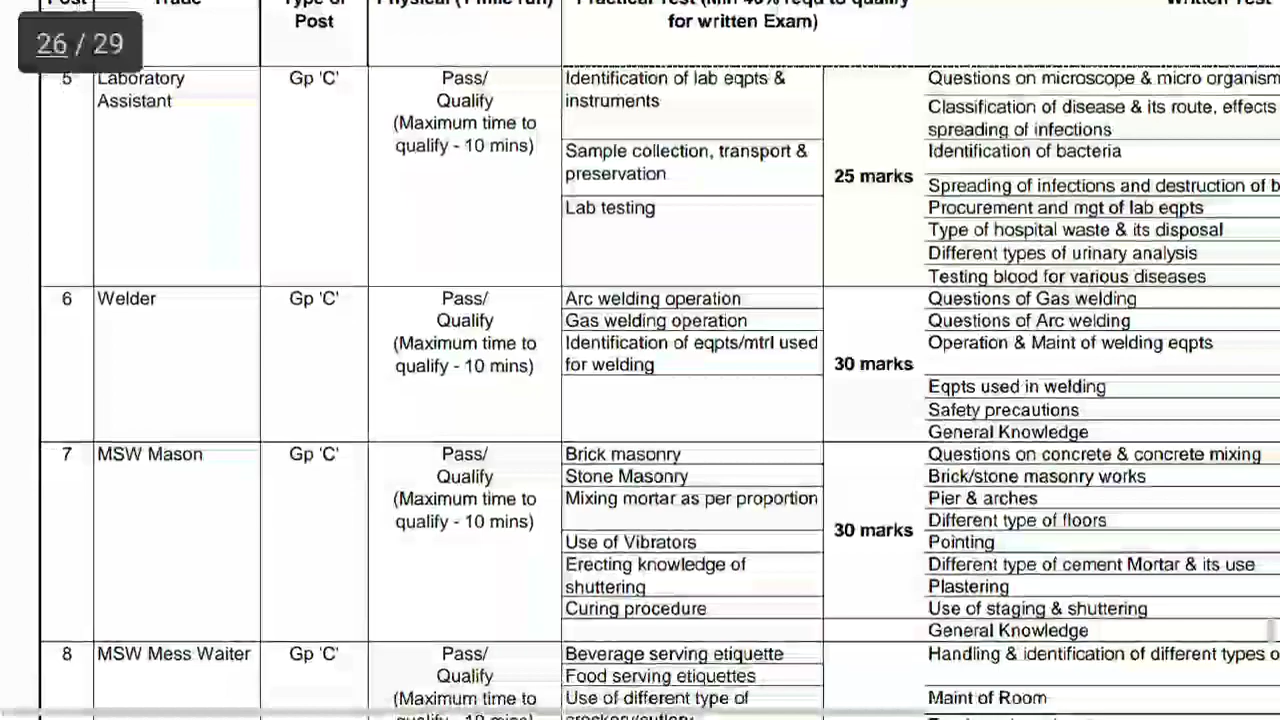 Type of
Post
Physical (1 mile run)
for written Exam)
26 / 29
5
Laboratory
Assistant
Gp 'C'
Pass/
Qualify
(Maximum time to
qualify - 10 mins)
Identification of lab eqpts &
instruments
Sample collection, transport &
preservation
Lab testing
25 marks
Questions on microscope & micro organism
Classification of disease & its route, effects
spreading of infections
Identification of bacteria
Spreading of infections and destruction of b
Procurement and mgt of lab eqpts
Type of hospital waste & its disposal
Different types of urinary analysis
Testing blood for various diseases
6
Welder
Gp 'C'
Pass/
Qualify
(Maximum time to
qualify - 10 mins)
Arc welding operation
Gas welding operation
Identification of eqpts/mtrl used
for welding
30 marks
Questions of Gas welding
Questions of Arc welding
Operation & Maint of welding eqpts
Eqpts used in welding
Safety precautions
General Knowledge
7
MSW Mason
Gp 'C'
Pass/
Qualify
(Maximum time to
qualify - 10 mins)
Brick masonry
Stone Masonry
Mixing mortar as per proportion
Use of Vibrators
Erecting knowledge of
shuttering
Curing procedure
30 marks
Questions on concrete & concrete mixing
Brick/stone masonry works
Pier & arches
Different type of floors
Pointing
Different type of cement Mortar & its use
Plastering
Use of staging & shuttering
General Knowledge
8
MSW Mess Waiter
Gp 'C'
Pass/
Qualify
(Maximum time to
Beverage serving etiquette
Food serving etiquettes
Use of different type of
Handling & identification of different types o
Maint of Room